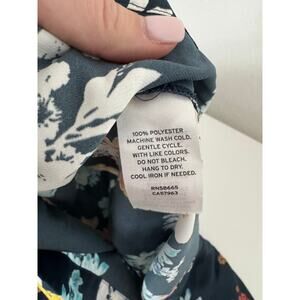 100% POLYESTER
MACHINE WASH COLD.
GENTLE CYCLE.
WITH LIKE COLORS.
DO NOT BLEACH.
HANG TO DRY.
COOL IRON IF NEEDED.
RN58665
CA87963